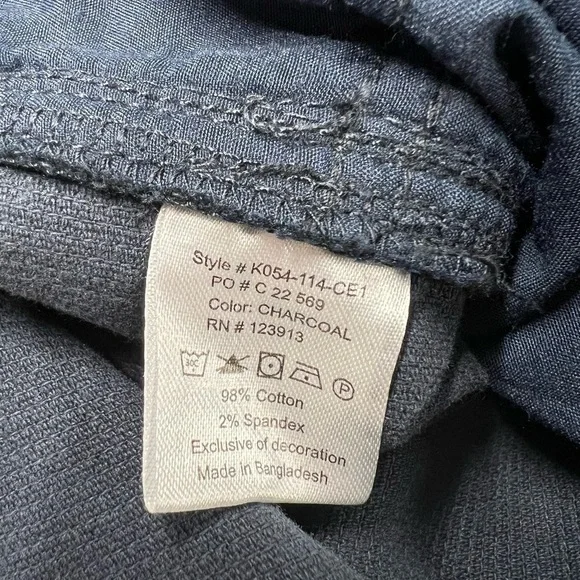 Style # K054-114-CE1
PO # C 22 569
Color: CHARCOAL
RN # 123913
P
98% Cotton
2% Spandex
Exclusive of decoration
Made in Bangladesh